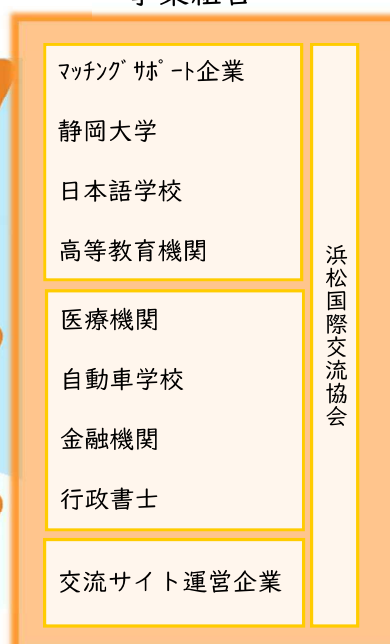 マッチングサポート企業
静岡大学
日本語学校
高等教育機関
医療機関
自動車学校
金融機関
行政書士
交流サイト運営企業
浜松国際交流協会